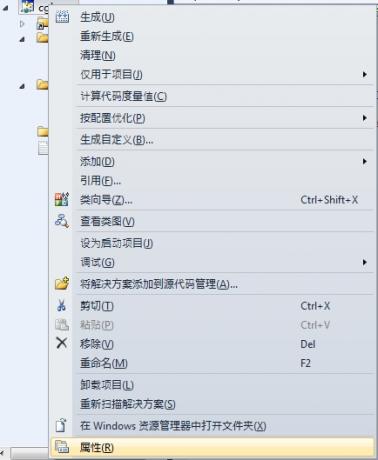 cg
生成(U)
重新生成(E)
清理(N)
仅用于项目(J)
计算代码度量值(C)
按配置优化(P)
生成自定义(B)...
添加(D)
引用(F)...
类向导(Z)... Ctrl+Shift+X
查看类图(V)
设为启动项目(J)
调试(G)
将解决方案添加到源代码管理(A)...
剪切(T) Ctrl+X
粘贴(P) Ctrl+V
移除(V) Del
重命名(M) F2
卸载项目(L)
重新扫描解决方案(S)
在 Windows 资源管理器中打开文件夹(X)
属性(R)